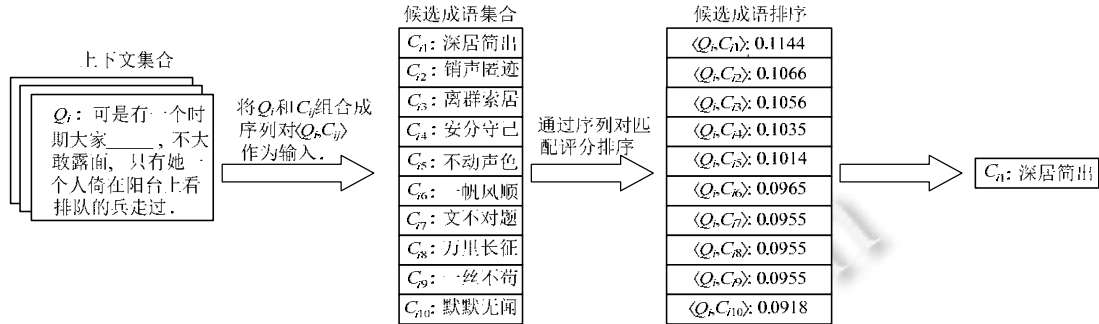 上下文集合
Qi：可是有一个时
期大家_____，不大
敢露面，只有她一
个人倚在阳台上看
排队的兵走过．
将Qi和Cij组合成
序列对⟨Qi,Cij⟩
作为输入．
候选成语集合
Ci1：深居简出
Ci2：销声匿迹
Ci3：离群索居
Ci4：安分守己
Ci5：不动声色
Ci6：一帆风顺
Ci7：文不对题
Ci8：万里长征
Ci9：一丝不苟
Ci10：默默无闻
通过序列对匹
配评分排序
候选成语排序
⟨Qi,Ci1⟩: 0.1144
⟨Qi,Ci2⟩: 0.1066
⟨Qi,Ci3⟩: 0.1056
⟨Qi,Ci4⟩: 0.1035
⟨Qi,Ci5⟩: 0.1014
⟨Qi,Ci6⟩: 0.0965
⟨Qi,Ci7⟩: 0.0955
⟨Qi,Ci8⟩: 0.0955
⟨Qi,Ci9⟩: 0.0955
⟨Qi,Ci10⟩: 0.0918
Ci1：深居简出